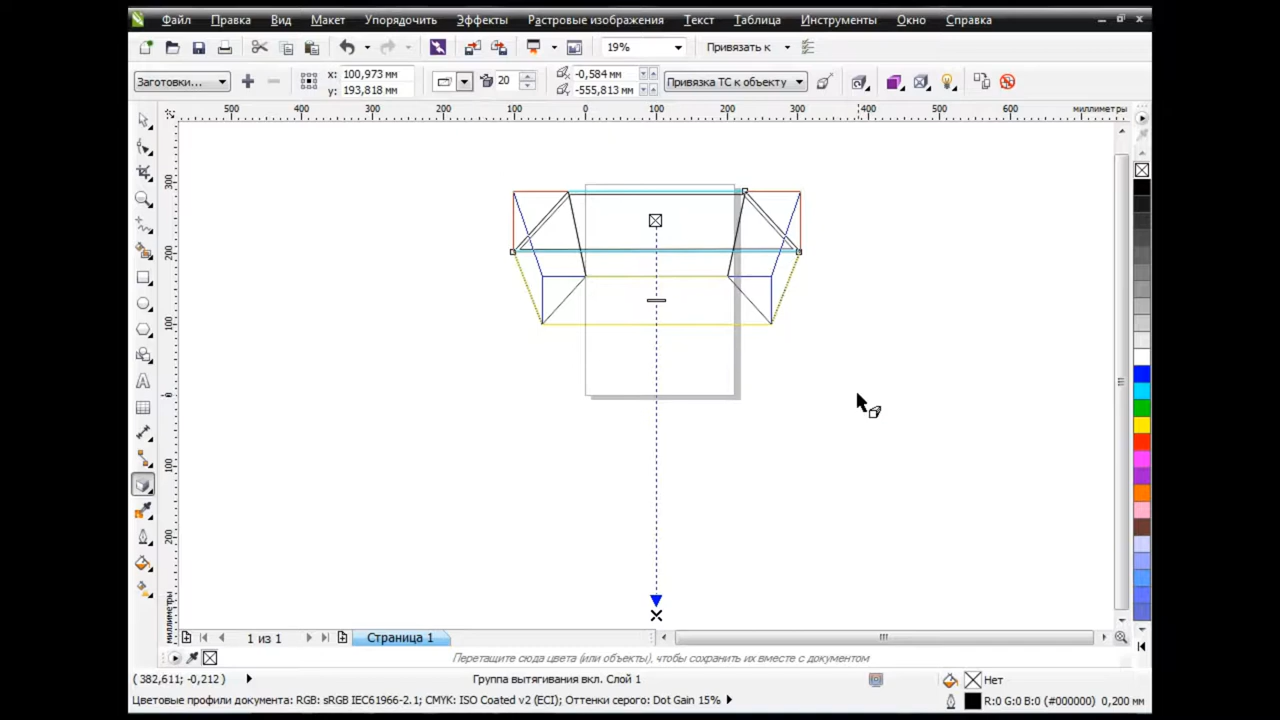 Файл Правка Вид Макет Упорядочить Эффекты Растровые изображения Текст Таблица Инструменты Окно Справка
19% Привязать к
Заготовки... x: 100,973 мм 20 -0,584 мм Привязка ТС к объекту
y: 193,818 мм -555,813 мм
500 400 300 200 100 0 100 200 300 400 500 600 миллиметры
300
200
100
0
100
200
миллиметры
1 из 1 Страница 1
Перетащите сюда цвета (или объекты), чтобы сохранить их вместе с документом
( 382,611; -0,212 ) Группа вытягивания вкл. Слой 1 Нет
Цветовые профили документа: RGB: sRGB IEC61966-2.1; CMYK: ISO Coated v2 (ECI); Оттенки серого: Dot Gain 15% R:0 G:0 B:0 (#000000) 0,200 мм